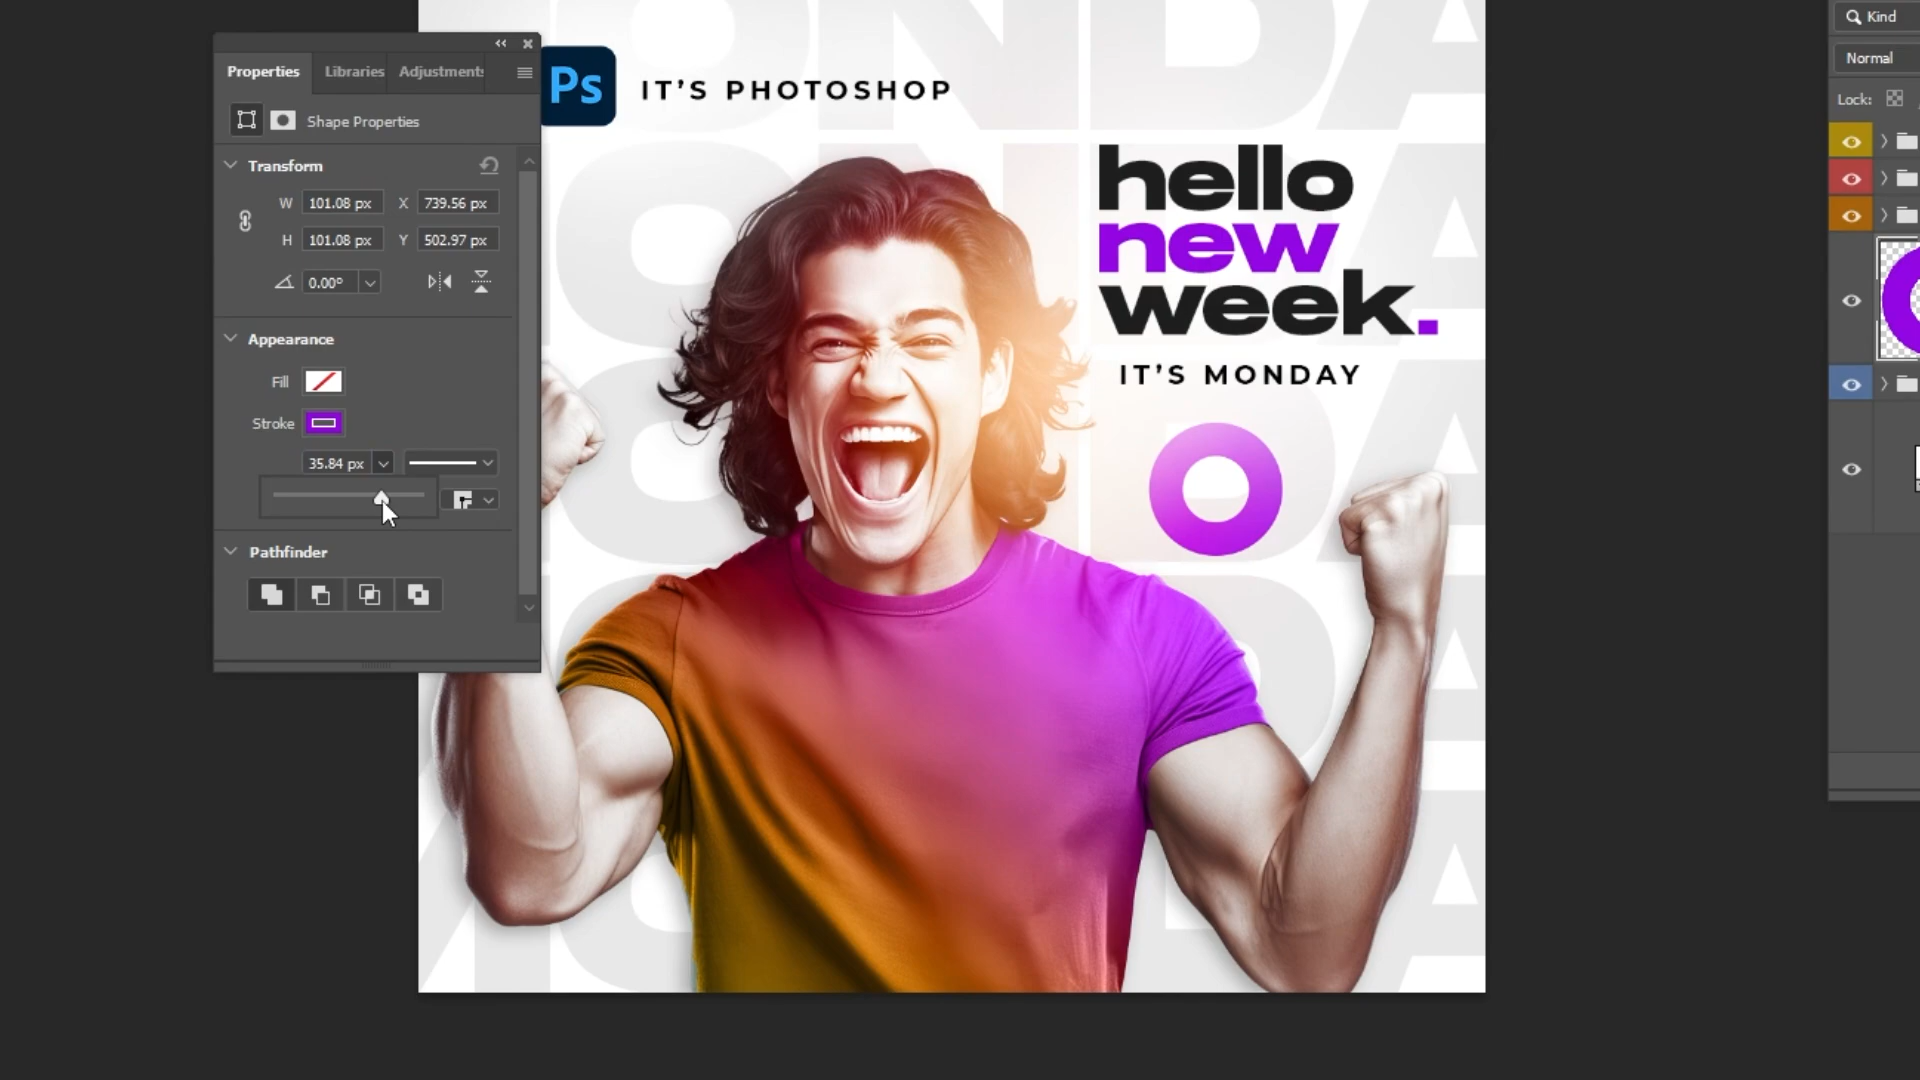 Properties
Libraries
Adjustments
Shape Properties
Transform
W 101.08 px X 739.56 px
H 101.08 px Y 502.97 px
0.00°
Appearance
Fill
Stroke
35.84 px
Pathfinder
Ps
IT'S PHOTOSHOP
ONDA
ONDA
hello
new
week.
IT'S MONDAY
Kind
Normal
Lock: